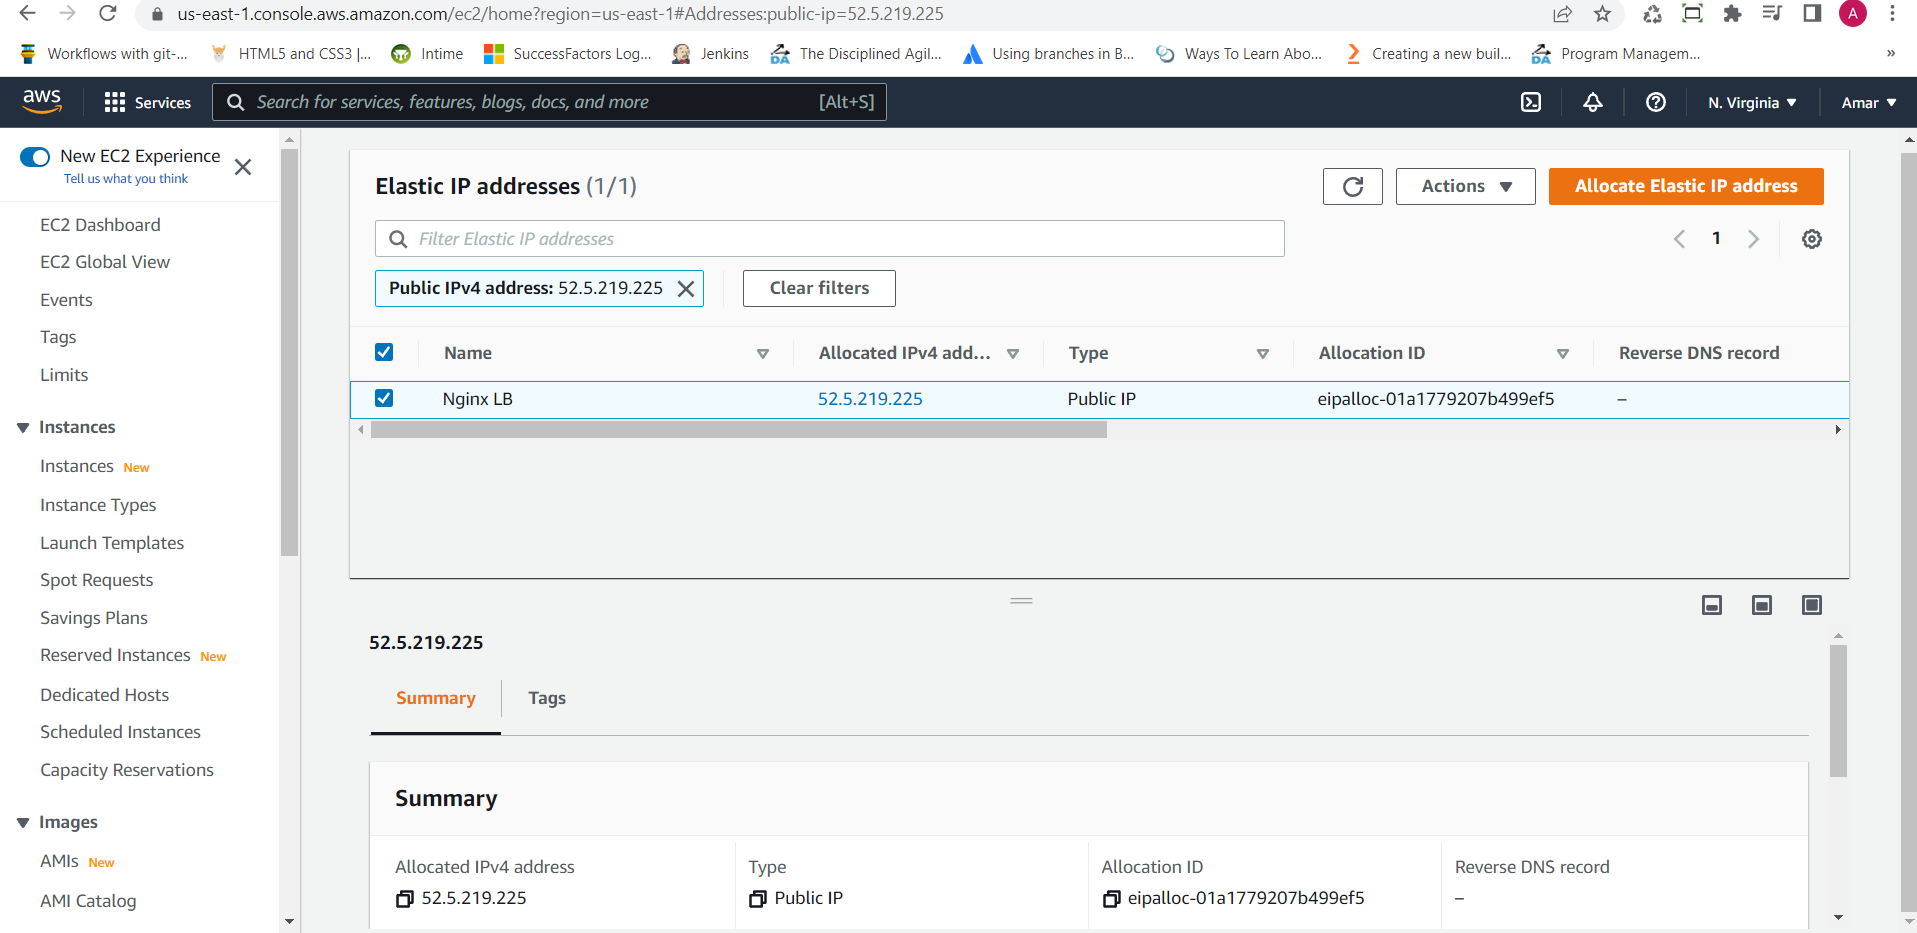 us-east-1.console.aws.amazon.com/ec2/home?region=us-east-1#Addresses:public-ip=52.5.219.225
A
Workflows with git-... HTML5 and CSS3 |... Intime SuccessFactors Log... Jenkins The Disciplined Agil... Using branches in B... Ways To Learn Abo... Creating a new buil... Program Managem... »
aws Services Search for services, features, blogs, docs, and more [Alt+S] N. Virginia Amar
New EC2 Experience
Tell us what you think
EC2 Dashboard
EC2 Global View
Events
Tags
Limits
Instances
Instances New
Instance Types
Launch Templates
Spot Requests
Savings Plans
Reserved Instances New
Dedicated Hosts
Scheduled Instances
Capacity Reservations
Images
AMIs New
AMI Catalog
Elastic IP addresses (1/1) Actions Allocate Elastic IP address
Filter Elastic IP addresses 1
Public IPv4 address: 52.5.219.225 Clear filters
Name Allocated IPv4 add... Type Allocation ID Reverse DNS record
Nginx LB 52.5.219.225 Public IP eipalloc-01a1779207b499ef5 –
52.5.219.225
Summary Tags
Summary
Allocated IPv4 address Type Allocation ID Reverse DNS record
52.5.219.225 Public IP eipalloc-01a1779207b499ef5 –